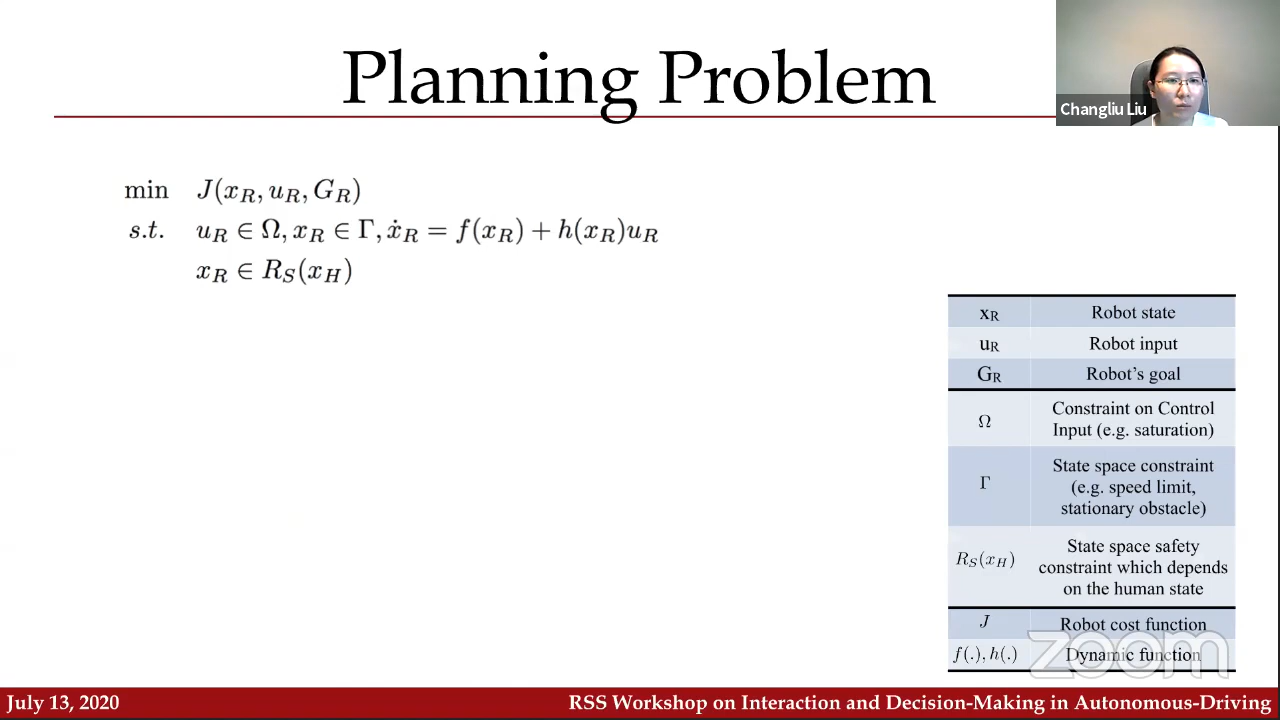 Planning Problem
Changliu Liu
min J(x_R, u_R, G_R)
s.t. u_R ∈ Ω, x_R ∈ Γ, ẋ_R = f(x_R) + h(x_R)u_R
x_R ∈ R_S(x_H)
x_R Robot state
u_R Robot input
G_R Robot's goal
Ω Constraint on Control
Input (e.g. saturation)
Γ State space constraint
(e.g. speed limit,
stationary obstacle)
R_S(x_H) State space safety
constraint which depends
on the human state
J Robot cost function
f(.), h(.) Dynamic function
zoom
July 13, 2020
RSS Workshop on Interaction and Decision-Making in Autonomous-Driving